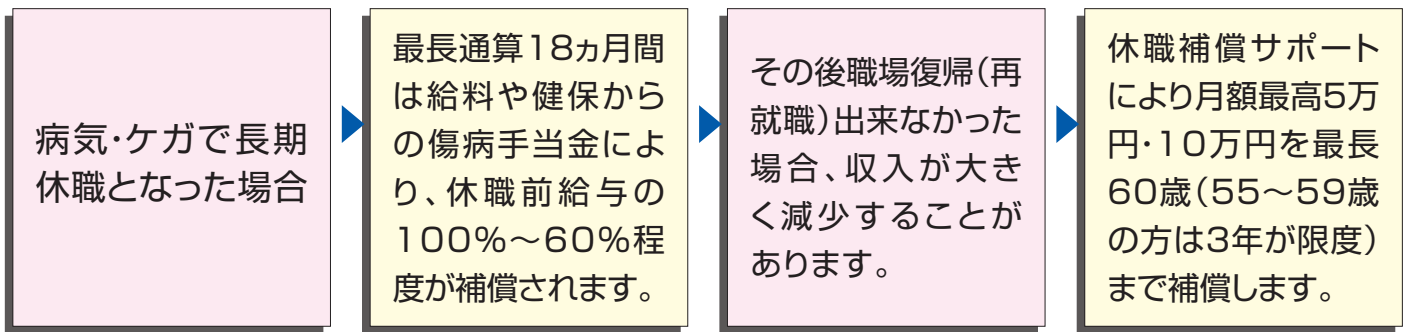 病気・ケガで長期
休職となった場合
最長通算18ヵ月間
は給料や健保から
の傷病手当金によ
り、休職前給与の
100%～60%程
度が補償されます。
その後職場復帰（再
就職）出来なかった
場合、収入が大き
く減少することが
あります。
休職補償サポート
により月額最高5万
円・10万円を最長
60歳（55～59歳
の方は3年が限度）
まで補償します。